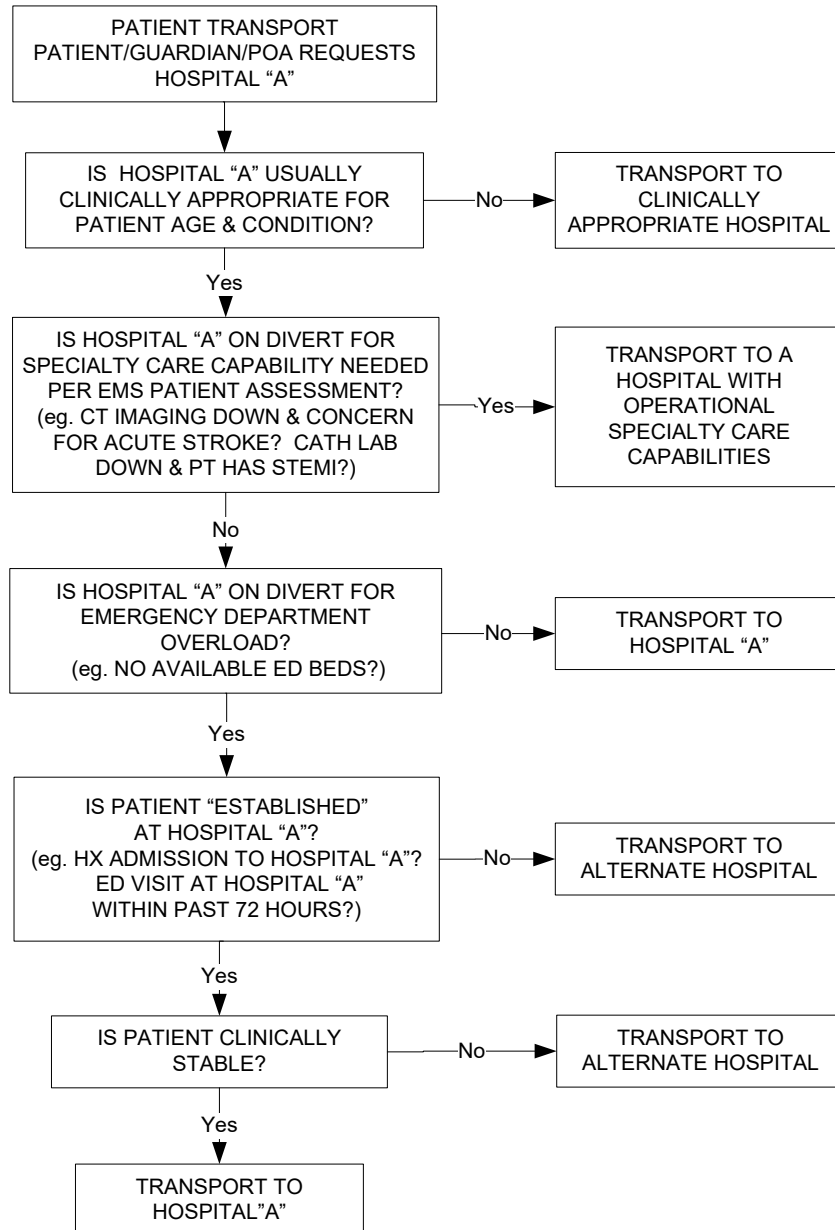 PATIENT TRANSPORT
PATIENT/GUARDIAN/POA REQUESTS
HOSPITAL “A”
IS HOSPITAL “A” USUALLY
CLINICALLY APPROPRIATE FOR
PATIENT AGE & CONDITION?
No
TRANSPORT TO
CLINICALLY
APPROPRIATE HOSPITAL
Yes
IS HOSPITAL “A” ON DIVERT FOR
SPECIALTY CARE CAPABILITY NEEDED
PER EMS PATIENT ASSESSMENT?
(eg. CT IMAGING DOWN & CONCERN
FOR ACUTE STROKE? CATH LAB
DOWN & PT HAS STEMI?)
Yes
TRANSPORT TO A
HOSPITAL WITH
OPERATIONAL
SPECIALTY CARE
CAPABILITIES
No
IS HOSPITAL “A” ON DIVERT FOR
EMERGENCY DEPARTMENT
OVERLOAD?
(eg. NO AVAILABLE ED BEDS?)
No
TRANSPORT TO
HOSPITAL “A”
Yes
IS PATIENT “ESTABLISHED”
AT HOSPITAL “A”?
(eg. HX ADMISSION TO HOSPITAL “A”?
ED VISIT AT HOSPITAL “A”
WITHIN PAST 72 HOURS?)
No
TRANSPORT TO
ALTERNATE HOSPITAL
Yes
IS PATIENT CLINICALLY
STABLE?
No
TRANSPORT TO
ALTERNATE HOSPITAL
Yes
TRANSPORT TO
HOSPITAL”A”